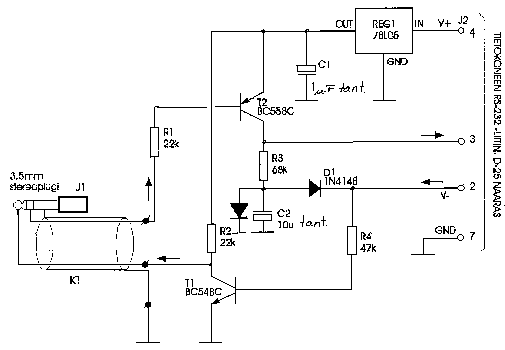 OUT
REG1
78L05
IN
V+
J2
4
GND
C1
1µF tant.
T2
BC558C
R1
22k
3
R3
68k
D1
1N4148
2
V-
3.5mm
stereoplugi
J1
C2
10u
tant.
R2
22k
R4
47k
GND
7
K1
T1
BC548C
TIETOKONEEN RS-232 -LIITIN, D-25 NAARAS